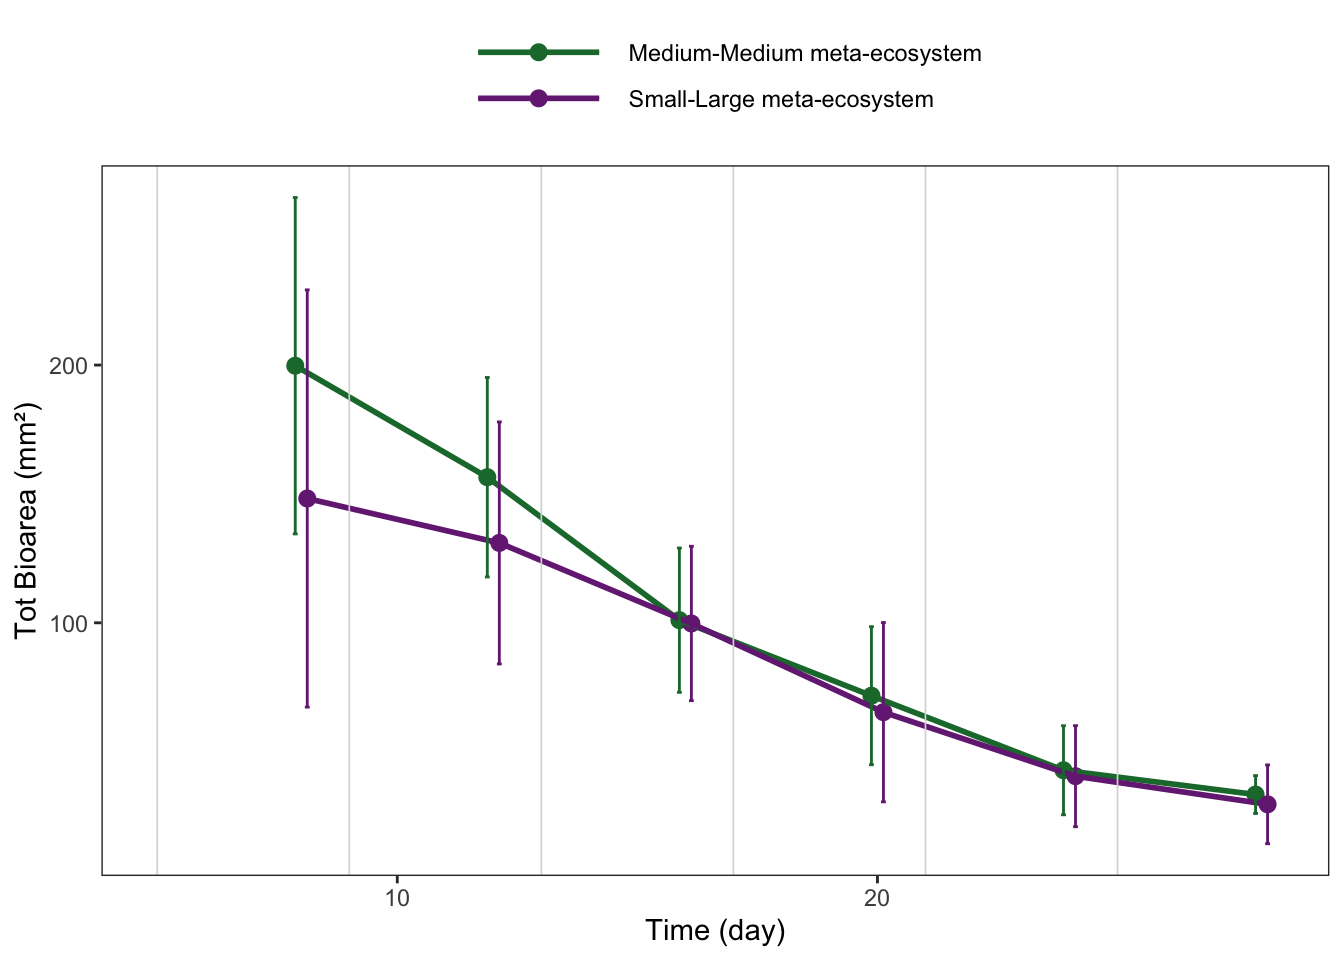 Medium-Medium meta-ecosystem
Small-Large meta-ecosystem
200
100
Tot Bioarea (mm²)
10
20
Time (day)